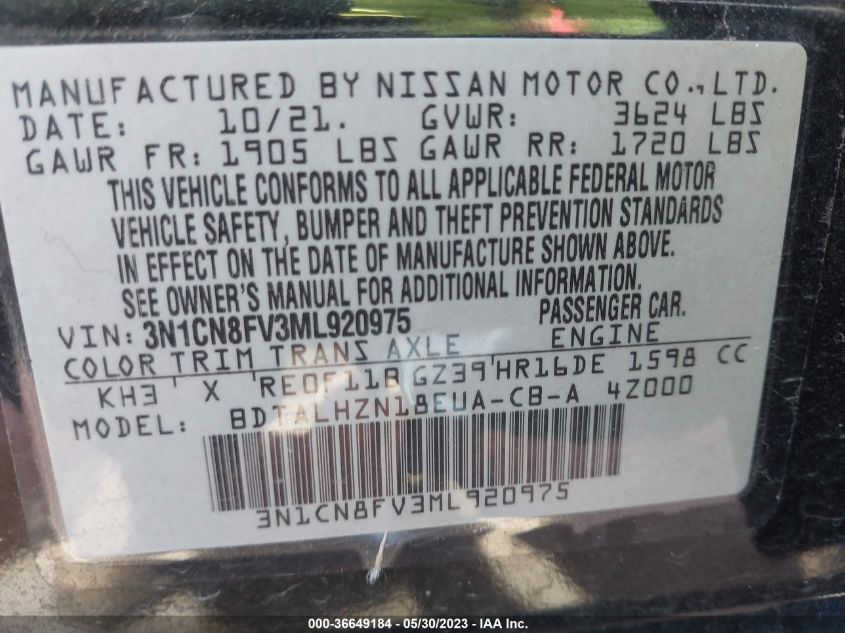 MANUFACTURED BY NISSAN MOTOR CO., LTD.
DATE: 10/21. GVWR: 3624 LBS
GAWR FR: 1905 LBS GAWR RR: 1720 LBS
THIS VEHICLE CONFORMS TO ALL APPLICABLE FEDERAL MOTOR
VEHICLE SAFETY, BUMPER AND THEFT PREVENTION STANDARDS
IN EFFECT ON THE DATE OF MANUFACTURE SHOWN ABOVE.
SEE OWNER'S MANUAL FOR ADDITIONAL INFORMATION.
VIN: 3N1CN8FV3ML920975 PASSENGER CAR.
COLOR TRIM TRANS AXLE ENGINE
KH3 X RE0F11B GZ39 HR16DE 1598 CC
MODEL: BDTALHZN18EUA-CB-A 4Z000
3N1CN8FV3ML920975
000-36649184 - 05/30/2023 - IAA Inc.